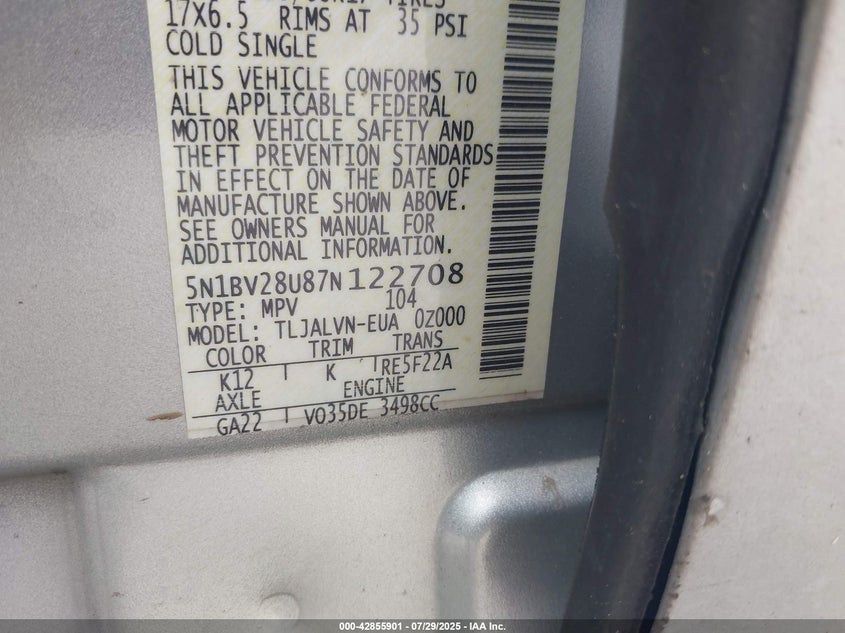 17X6.5 RIMS AT 35 PSI
COLD SINGLE
THIS VEHICLE CONFORMS TO
ALL APPLICABLE FEDERAL
MOTOR VEHICLE SAFETY AND
THEFT PREVENTION STANDARDS
IN EFFECT ON THE DATE OF
MANUFACTURE SHOWN ABOVE.
SEE OWNERS MANUAL FOR
ADDITIONAL INFORMATION.
5N1BV28U87N122708
TYPE: MPV 104
MODEL: TLJALVN-EUA 0Z000
COLOR TRIM TRANS
K12 K RE5F22A
AXLE ENGINE
GA22 VQ35DE 3498CC
000-42855901 | 07/29/2025 | IAA Inc.